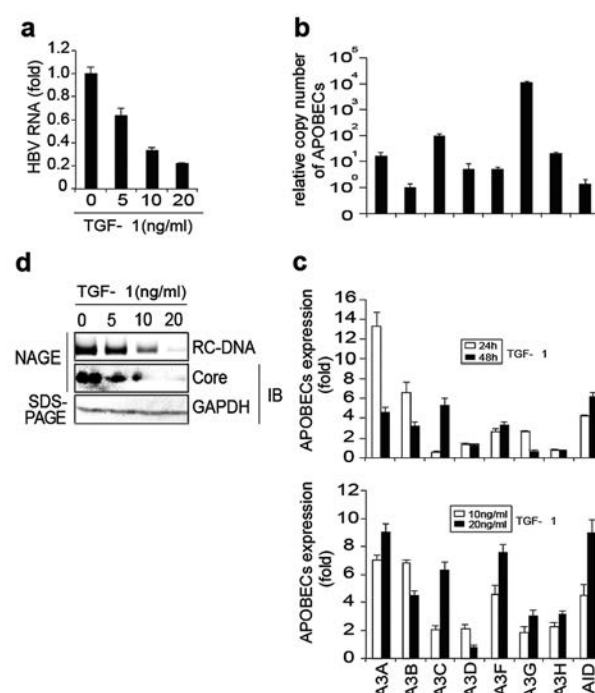 a
HBV RNA (fold)
1.2
1.0
0.8
0.6
0.4
0.2
0
0 5 10 20
TGF- 1(ng/ml)
b
relative copy number
of APOBECs
10⁵
10⁴
10³
10²
10¹
10⁰
0
d
TGF- 1(ng/ml)
0 5 10 20
NAGE
RC-DNA
Core
SDS-
PAGE
GAPDH
IB
c
APOBECs expression
(fold)
16
14
12
10
8
6
4
2
0
24h
48h
TGF- 1
APOBECs expression
(fold)
12
10
8
6
4
2
0
10ng/ml
20ng/ml
TGF- 1
A3A
A3B
A3C
A3D
A3F
A3G
A3H
AID